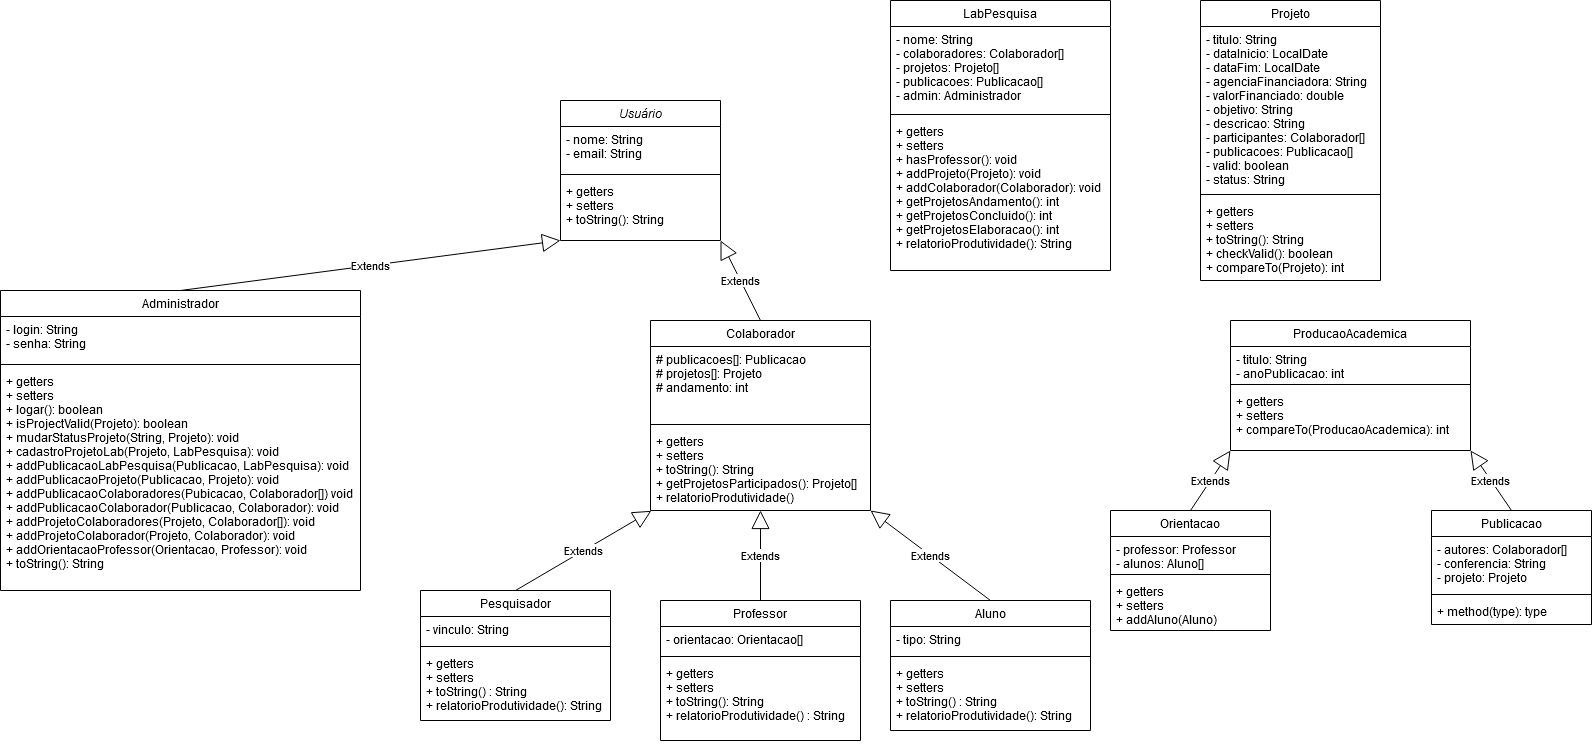 LabPesquisa
- nome: String
- colaboradores: Colaborador[]
- projetos: Projeto[]
- publicacoes: Publicacao[]
- admin: Administrador
+ getters
+ setters
+ hasProfessor(): void
+ addProjeto(Projeto): void
+ addColaborador(Colaborador): void
+ getProjetosAndamento(): int
+ getProjetosConcluido(): int
+ getProjetosElaboracao(): int
+ relatorioProdutividade(): String
Projeto
- titulo: String
- dataInicio: LocalDate
- dataFim: LocalDate
- agenciaFinanciadora: String
- valorFinanciado: double
- objetivo: String
- descricao: String
- participantes: Colaborador[]
- publicacoes: Publicacao[]
- valid: boolean
- status: String
+ getters
+ setters
+ toString(): String
+ checkValid(): boolean
+ compareTo(Projeto): int
Usuário
- nome: String
- email: String
+ getters
+ setters
+ toString(): String
Extends
Extends
Administrador
- login: String
- senha: String
+ getters
+ setters
+ logar(): boolean
+ isProjectValid(Projeto): boolean
+ mudarStatusProjeto(String, Projeto): void
+ cadastroProjetoLab(Projeto, LabPesquisa): void
+ addPublicacaoLabPesquisa(Publicacao, LabPesquisa): void
+ addPublicacaoProjeto(Publicacao, Projeto): void
+ addPublicacaoColaboradores(Pubicacao, Colaborador[]) void
+ addPublicacaoColaborador(Publicacao, Colaborador): void
+ addProjetoColaboradores(Projeto, Colaborador[]): void
+ addProjetoColaborador(Projeto, Colaborador): void
+ addOrientacaoProfessor(Orientacao, Professor): void
+ toString(): String
Colaborador
# publicacoes[]: Publicacao
# projetos[]: Projeto
# andamento: int
+ getters
+ setters
+ toString(): String
+ getProjetosParticipados(): Projeto[]
+ relatorioProdutividade()
ProducaoAcademica
- titulo: String
- anoPublicacao: int
+ getters
+ setters
+ compareTo(ProducaoAcademica): int
Extends
Extends
Extends
Extends
Extends
Pesquisador
- vinculo: String
+ getters
+ setters
+ toString() : String
+ relatorioProdutividade(): String
Professor
- orientacao: Orientacao[]
+ getters
+ setters
+ toString(): String
+ relatorioProdutividade() : String
Aluno
- tipo: String
+ getters
+ setters
+ toString() : String
+ relatorioProdutividade(): String
Orientacao
- professor: Professor
- alunos: Aluno[]
+ getters
+ setters
+ addAluno(Aluno)
Publicacao
- autores: Colaborador[]
- conferencia: String
- projeto: Projeto
+ method(type): type